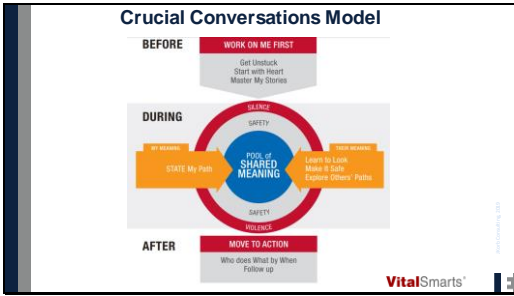 Crucial Conversations Model
BEFORE
WORK ON ME FIRST
Get Unstuck
Start with Heart
Master My Stories
DURING
SILENCE
SAFETY
MY MEANING
STATE My Path
POOL of
SHARED
MEANING
THEIR MEANING
Learn to Look
Make it Safe
Explore Others' Paths
SAFETY
VIOLENCE
AFTER
MOVE TO ACTION
Who does What by When
Follow up
VitalSmarts